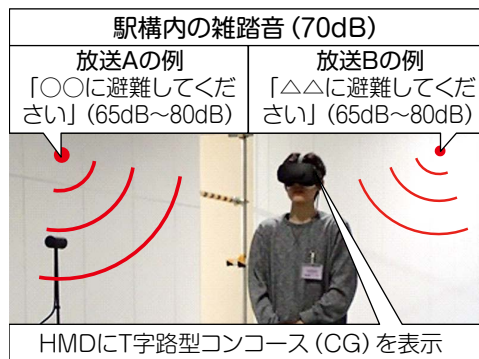 駅構内の雑踏音（70dB）
放送Aの例
「○○に避難してくだ
さい」（65dB～80dB）
放送Bの例
「△△に避難してくだ
さい」（65dB～80dB）
HMDにT字路型コンコース（CG）を表示